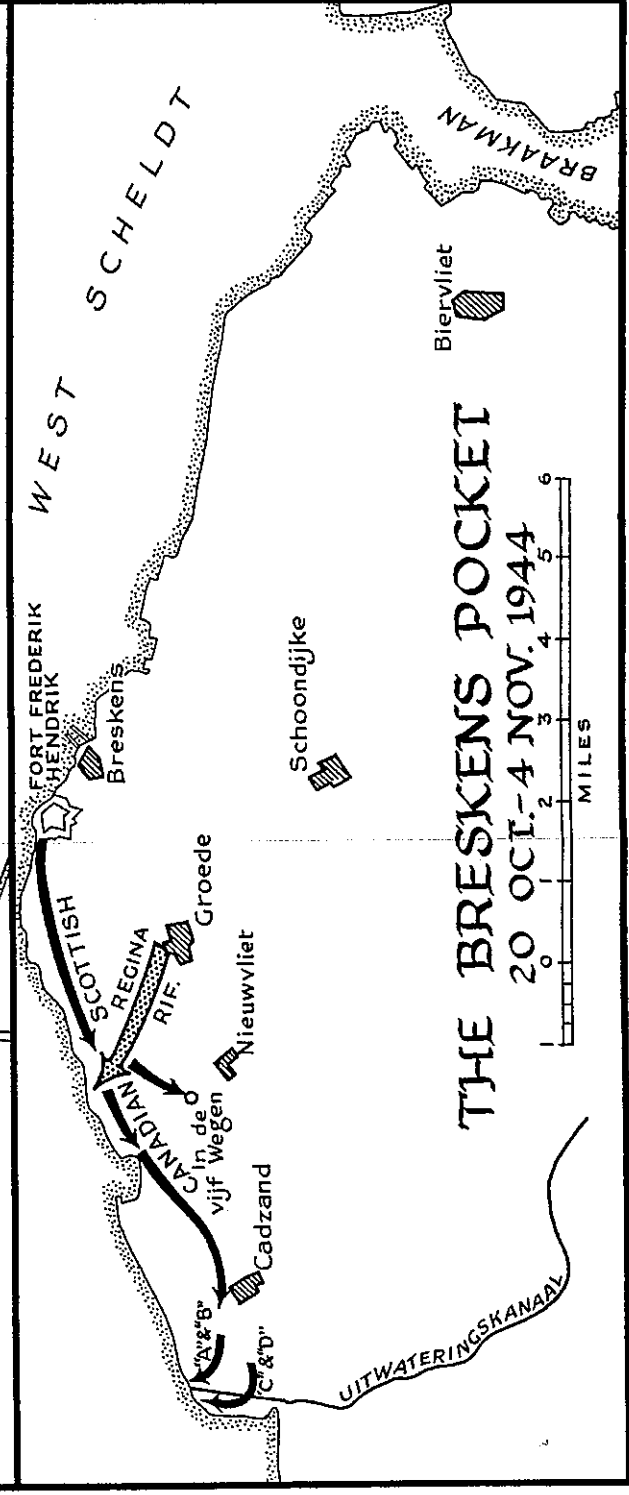 WEST SCHELDT
FORT FREDERIK
HENDRIK
Breskens
SCOTTISH
REGINA
RIF.
Groede
CANADIAN
Nieuwvliet
In de
vijf Wegen
Cadzand
"A"&"B"
"C"&"D"
UITWATERINGSKANAAL
Schoondijke
Biervliet
BRAAKMAN
THE BRESKENS POCKET
20 OCT.-4 NOV. 1944
1 0 1 2 3 4 5 6
MILES